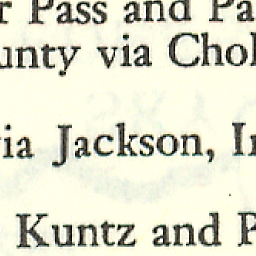 r Pass and Pa
unty via Chol
ia Jackson, In
Kuntz and P